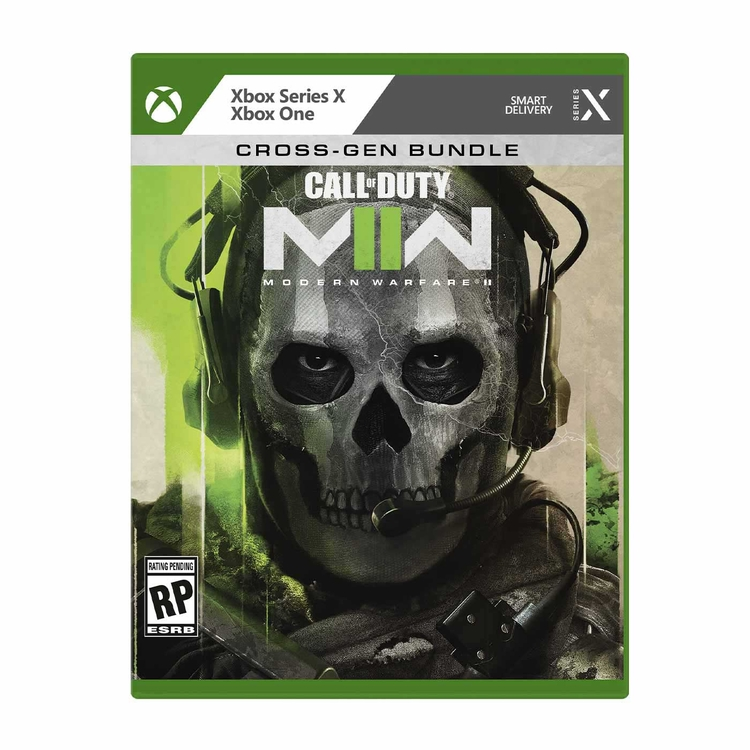 Xbox Series X
Xbox One
SMART
DELIVERY
SERIES
X
CROSS-GEN BUNDLE
CALL OF DUTY
MIIW
MODERN WARFARE® II
RATING PENDING
RP
ESRB